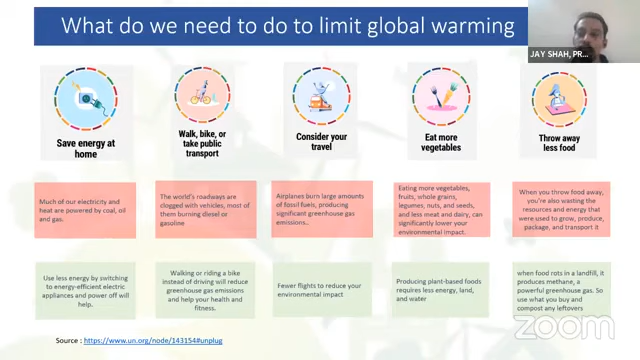 What do we need to do to limit global warming
JAY SHAH, PR...
Save energy at
home
Walk, bike, or
take public
transport
Consider your
travel
Eat more
vegetables
Throw away
less food
Much of our electricity and
heat are powered by coal, oil
and gas.
The world's roadways are
clogged with vehicles, most of
them burning diesel or
gasoline
Airplanes burn large amounts
of fossil fuels, producing
significant greenhouse gas
emissions.
Eating more vegetables,
fruits, whole grains,
legumes, nuts, and seeds,
and less meat and dairy, can
significantly lower your
environmental impact.
When you throw food away,
you're also wasting the
resources and energy that
were used to grow, produce,
package, and transport it
Use less energy by switching
to energy-efficient electric
appliances and power off will
help.
Walking or riding a bike
instead of driving will reduce
greenhouse gas emissions and
help your health and
fitness.
Fewer flights to reduce your
environmental impact
Producing plant-based foods
requires less energy, land,
and water
when food rots in a landfill, it
produces methane, a
powerful greenhouse gas. So
use what you buy and
compost any leftovers
zoom
Source : https://www.un.org/node/143154#unplug